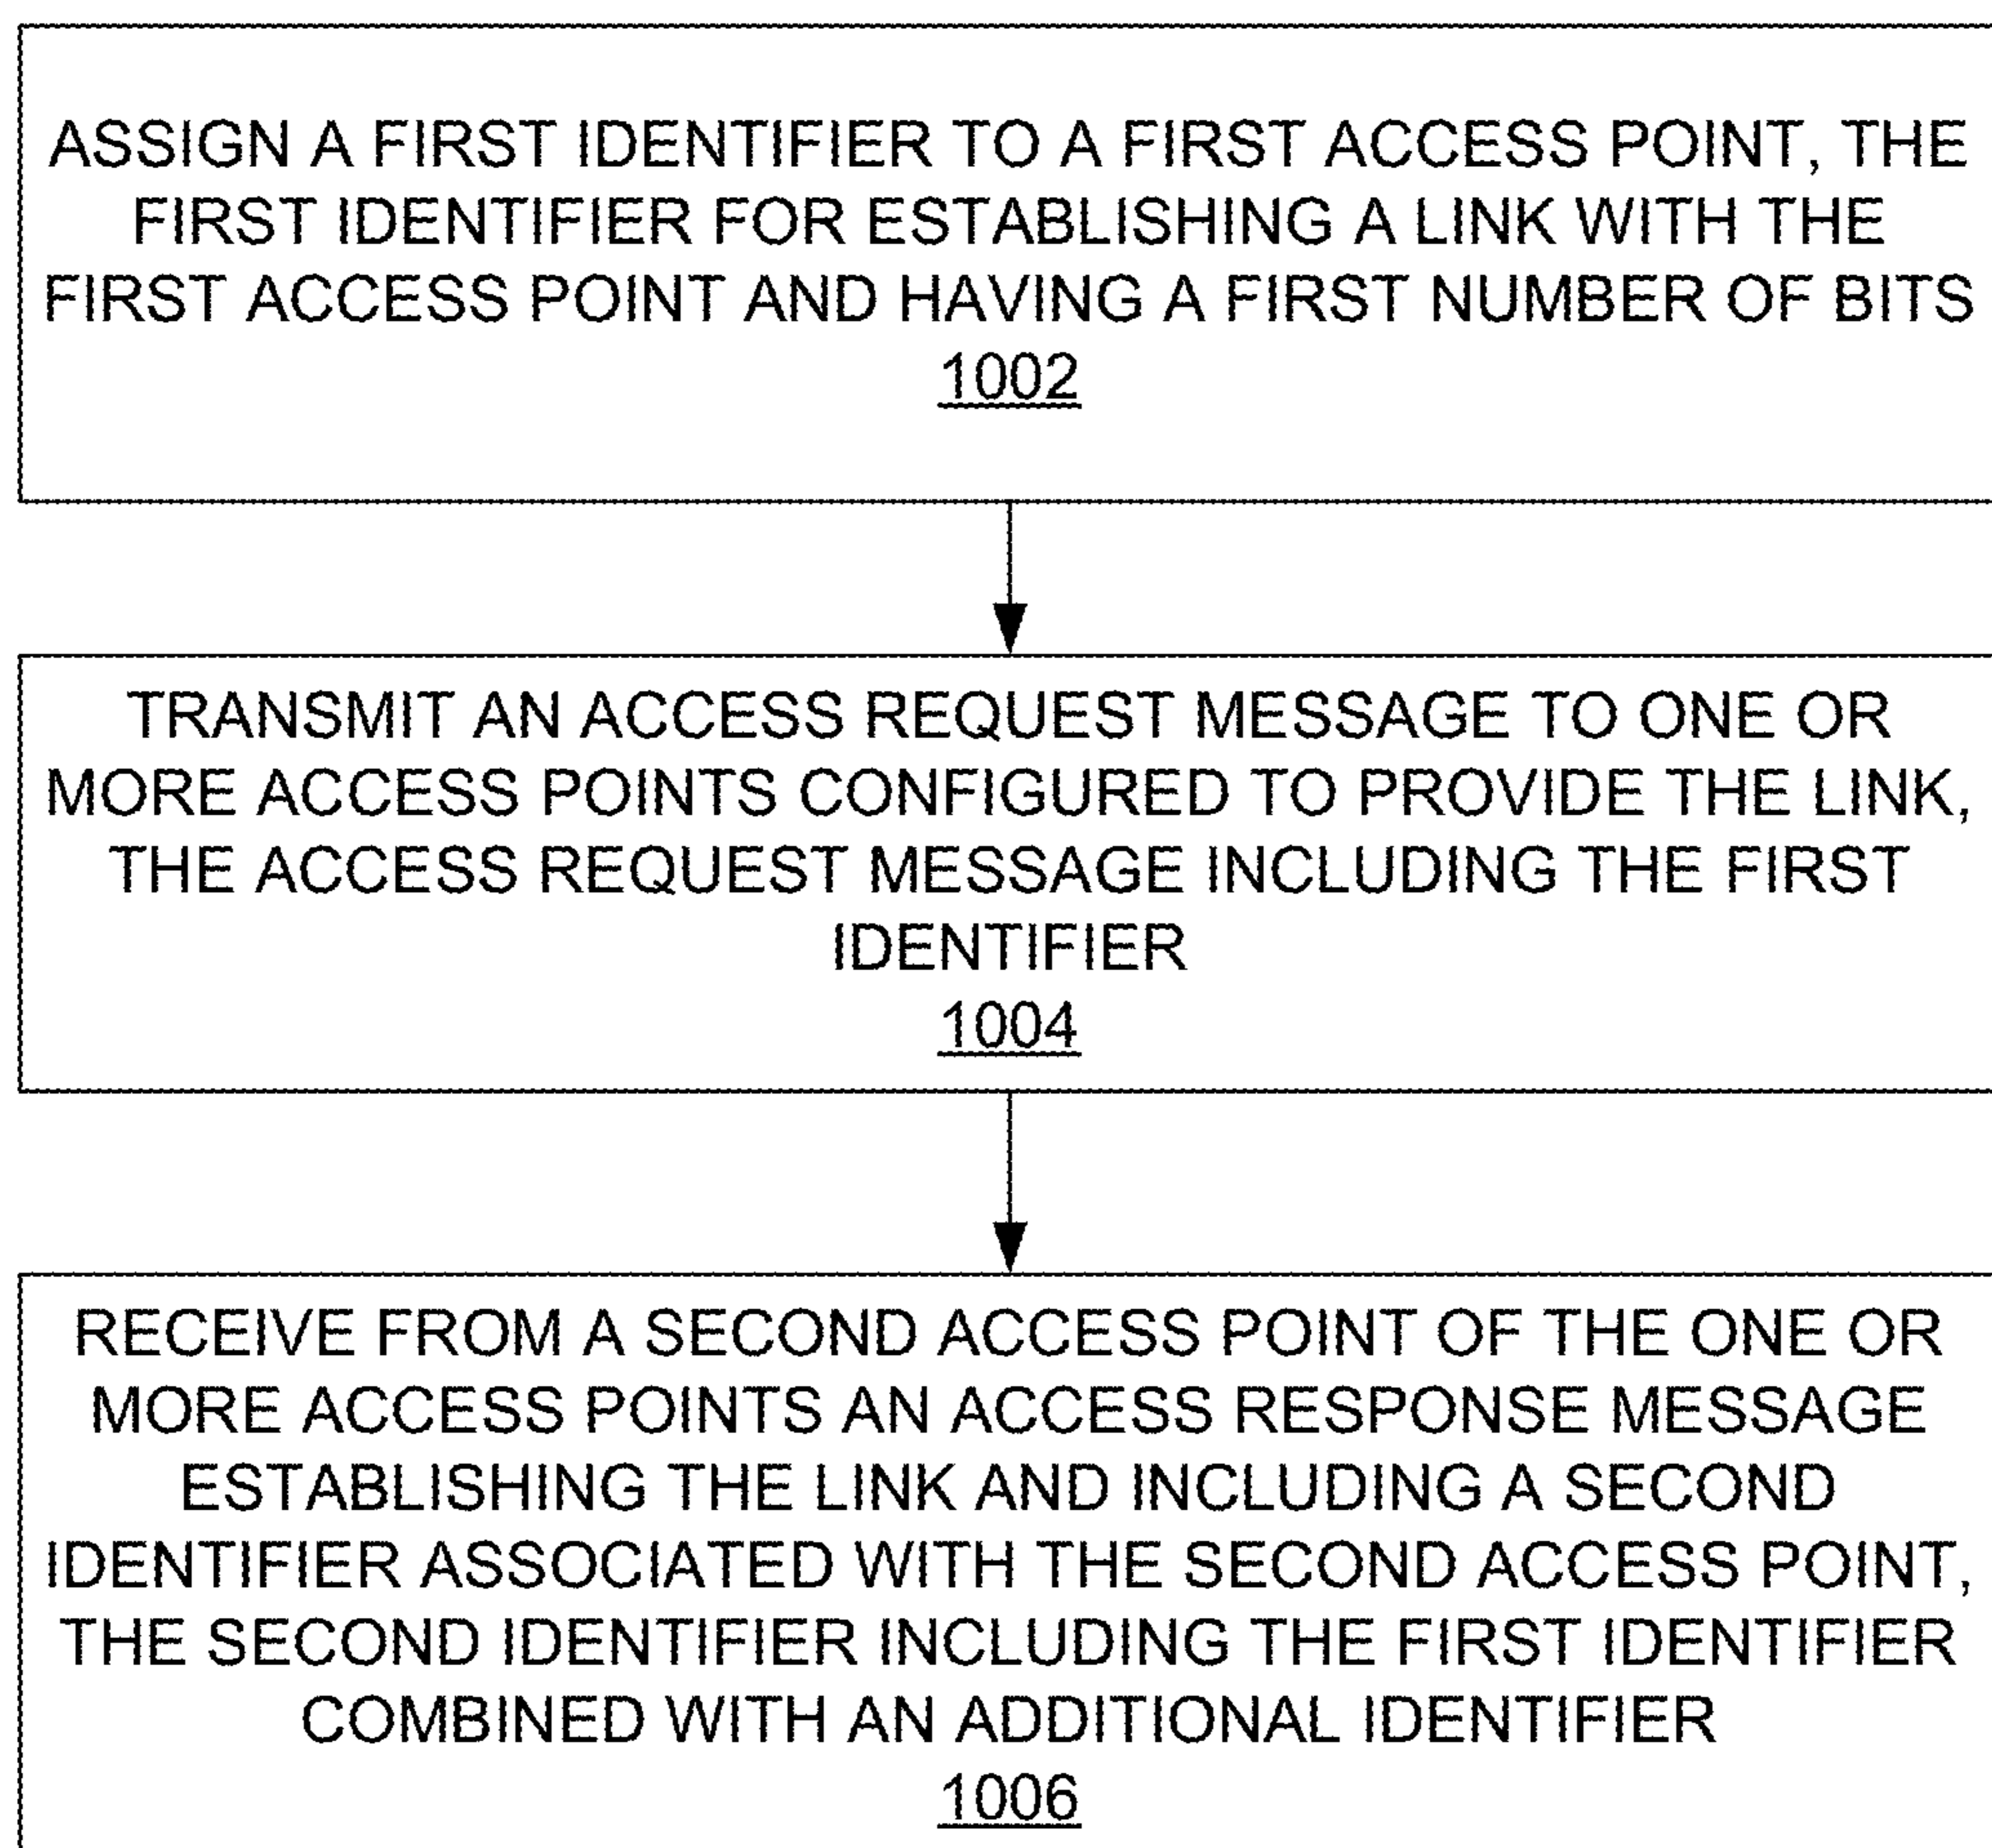 ASSIGN A FIRST IDENTIFIER TO A FIRST ACCESS POINT, THE
FIRST IDENTIFIER FOR ESTABLISHING A LINK WITH THE
FIRST ACCESS POINT AND HAVING A FIRST NUMBER OF BITS
1002
TRANSMIT AN ACCESS REQUEST MESSAGE TO ONE OR
MORE ACCESS POINTS CONFIGURED TO PROVIDE THE LINK,
THE ACCESS REQUEST MESSAGE INCLUDING THE FIRST
IDENTIFIER
1004
RECEIVE FROM A SECOND ACCESS POINT OF THE ONE OR
MORE ACCESS POINTS AN ACCESS RESPONSE MESSAGE
ESTABLISHING THE LINK AND INCLUDING A SECOND
IDENTIFIER ASSOCIATED WITH THE SECOND ACCESS POINT,
THE SECOND IDENTIFIER INCLUDING THE FIRST IDENTIFIER
COMBINED WITH AN ADDITIONAL IDENTIFIER
1006